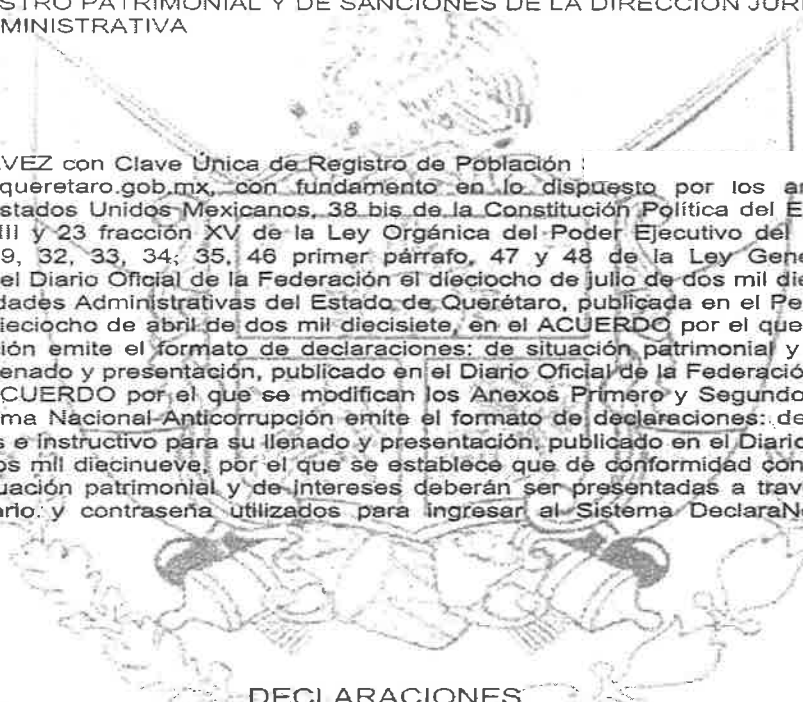 STRO PATRIMONIAL Y DE SANCIONES DE LA DIRECCIÓN JURÍ
MINISTRATIVA
VEZ con Clave Única de Registro de Población
queretaro.gob.mx, con fundamento en lo dispuesto por los ar
stados Unidos Mexicanos, 38 bis de la Constitución Política del E
III y 23 fracción XV de la Ley Orgánica del Poder Ejecutivo del
9, 32, 33, 34; 35, 46 primer párrafo, 47 y 48 de la Ley Gene
el Diario Oficial de la Federación el dieciocho de julio de dos mil die
dades Administrativas del Estado de Querétaro, publicada en el Pe
ieciocho de abril de dos mil diecisiete, en el ACUERDO por el que
ión emite el formato de declaraciones: de situación patrimonial y
enado y presentación, publicado en el Diario Oficial de la Federació
CUERDO por el que se modifican los Anexos Primero y Segundo
ma Nacional Anticorrupción emite el formato de declaraciones: de
s e instructivo para su llenado y presentación, publicado en el Diario
os mil diecinueve, por el que se establece que de conformidad con
uación patrimonial y de intereses deberán ser presentadas a trav
ario y contraseña utilizados para ingresar al Sistema DeclaraN
DECLARACIONES